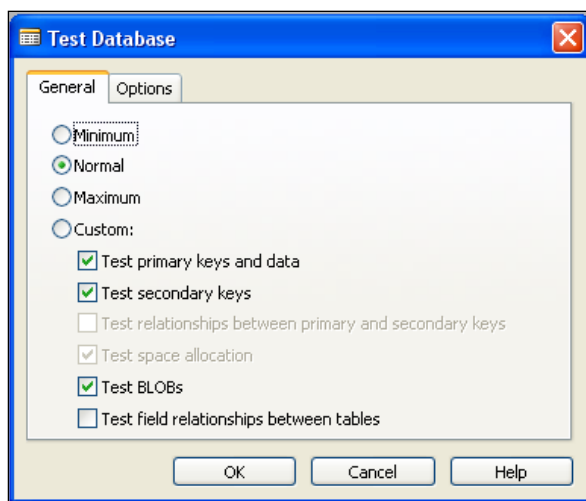 Test Database
General Options
Minimum
Normal
Maximum
Custom:
Test primary keys and data
Test secondary keys
Test relationships between primary and secondary keys
Test space allocation
Test BLOBs
Test field relationships between tables
OK Cancel Help